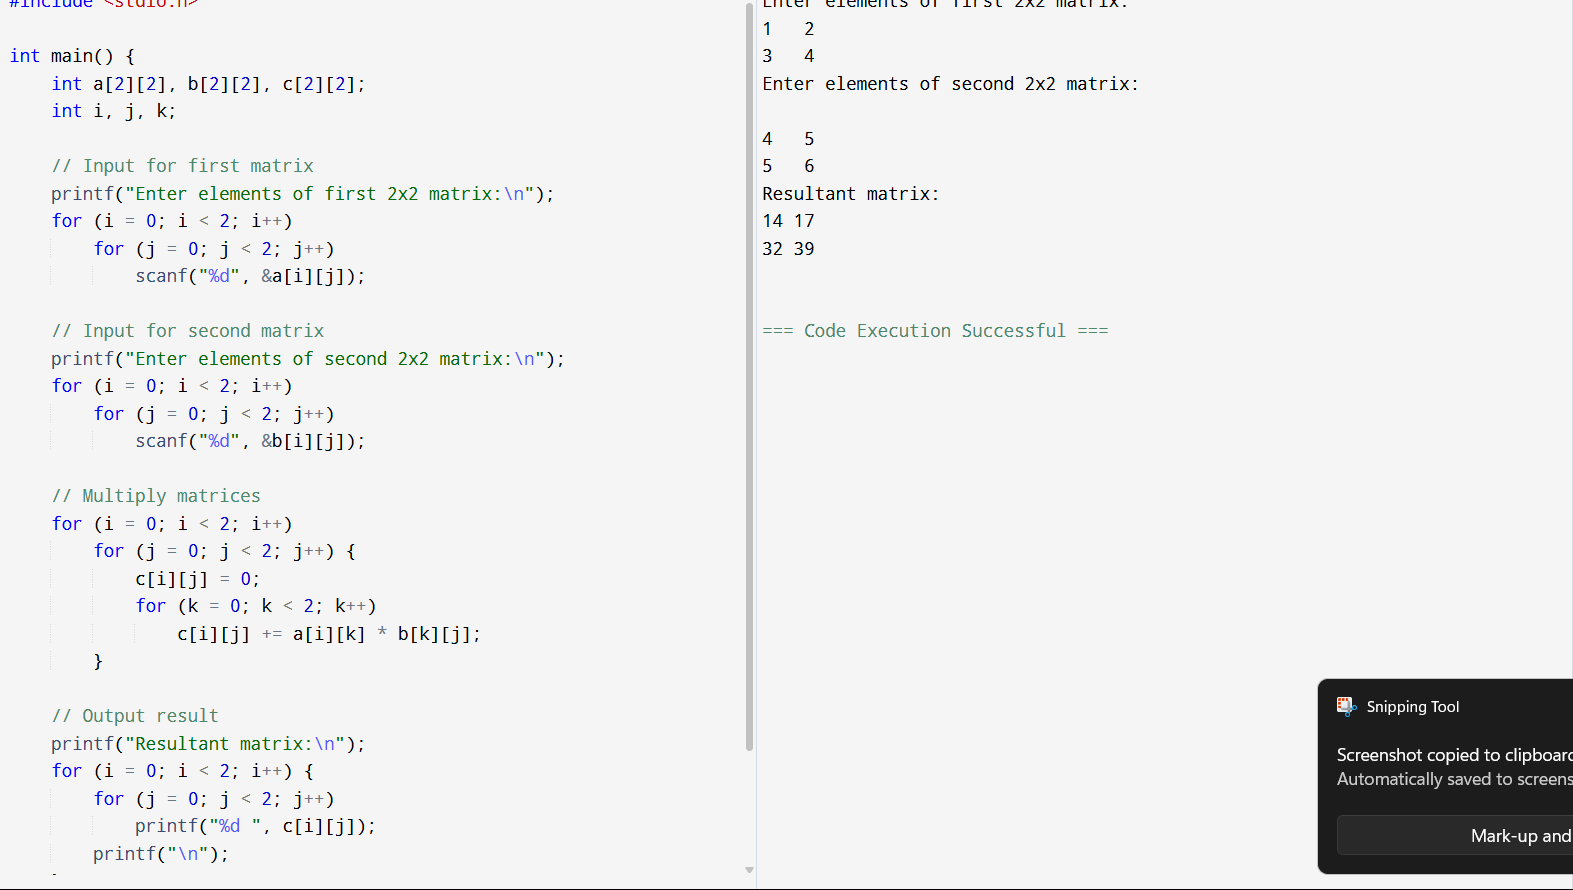 #include <stdio.h>

int main() {
    int a[2][2], b[2][2], c[2][2];
    int i, j, k;

    // Input for first matrix
    printf("Enter elements of first 2x2 matrix:\n");
    for (i = 0; i < 2; i++)
        for (j = 0; j < 2; j++)
            scanf("%d", &a[i][j]);

    // Input for second matrix
    printf("Enter elements of second 2x2 matrix:\n");
    for (i = 0; i < 2; i++)
        for (j = 0; j < 2; j++)
            scanf("%d", &b[i][j]);

    // Multiply matrices
    for (i = 0; i < 2; i++)
        for (j = 0; j < 2; j++) {
            c[i][j] = 0;
            for (k = 0; k < 2; k++)
                c[i][j] += a[i][k] * b[k][j];
        }

    // Output result
    printf("Resultant matrix:\n");
    for (i = 0; i < 2; i++) {
        for (j = 0; j < 2; j++)
            printf("%d ", c[i][j]);
        printf("\n");
Enter elements of first 2x2 matrix:
1   2
3   4
Enter elements of second 2x2 matrix:

4   5
5   6
Resultant matrix:
14 17
32 39

=== Code Execution Successful ===
Snipping Tool
Screenshot copied to clipboard
Automatically saved to screens
Mark-up and